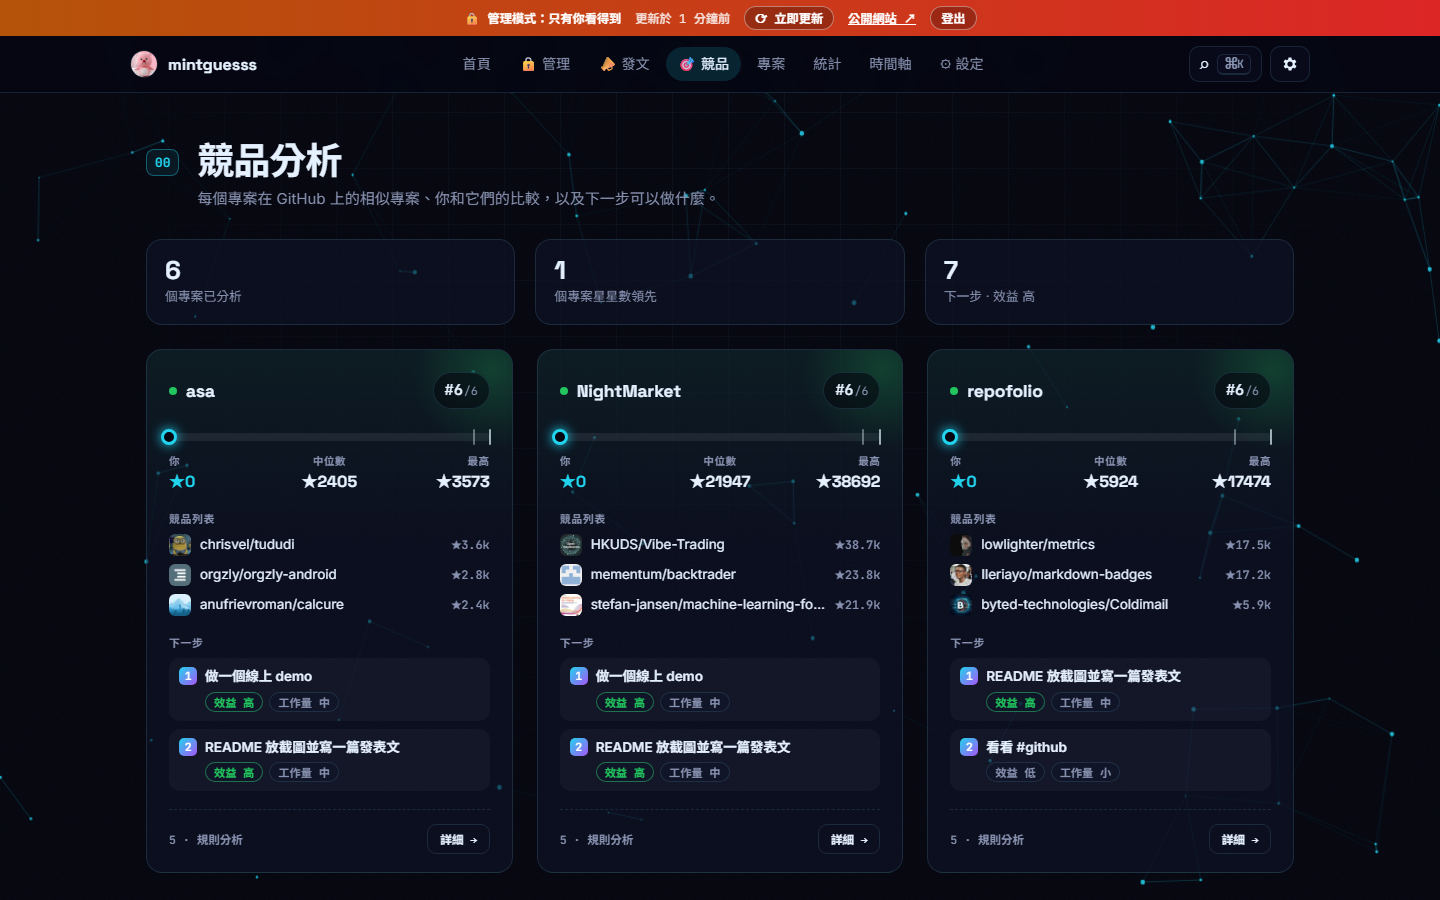 管理模式：只有你看得到 更新於 1 分鐘前 立即更新 公開網站 ↗ 登出
mintguesss 首頁 管理 發文 競品 專案 統計 時間軸 設定 ⌘K
00 競品分析
每個專案在 GitHub 上的相似專案、你和它們的比較，以及下一步可以做什麼。
6
個專案已分析
1
個專案星星數領先
7
下一步 · 效益 高
asa #6/6
你 中位數 最高
★0 ★2405 ★3573
競品列表
chrisvel/tududi ★3.6k
orgzly/orgzly-android ★2.8k
anufrievroman/calcure ★2.4k
下一步
1 做一個線上 demo
效益 高 工作量 中
2 README 放截圖並寫一篇發表文
效益 高 工作量 中
5 · 規則分析 詳細 →
NightMarket #6/6
你 中位數 最高
★0 ★21947 ★38692
競品列表
HKUDS/Vibe-Trading ★38.7k
mementum/backtrader ★23.8k
stefan-jansen/machine-learning-fo... ★21.9k
下一步
1 做一個線上 demo
效益 高 工作量 中
2 README 放截圖並寫一篇發表文
效益 高 工作量 中
5 · 規則分析 詳細 →
repofolio #6/6
你 中位數 最高
★0 ★5924 ★17474
競品列表
lowlighter/metrics ★17.5k
Ileriayo/markdown-badges ★17.2k
byted-technologies/Coldimail ★5.9k
下一步
1 README 放截圖並寫一篇發表文
效益 高 工作量 中
2 看看 #github
效益 低 工作量 小
5 · 規則分析 詳細 →